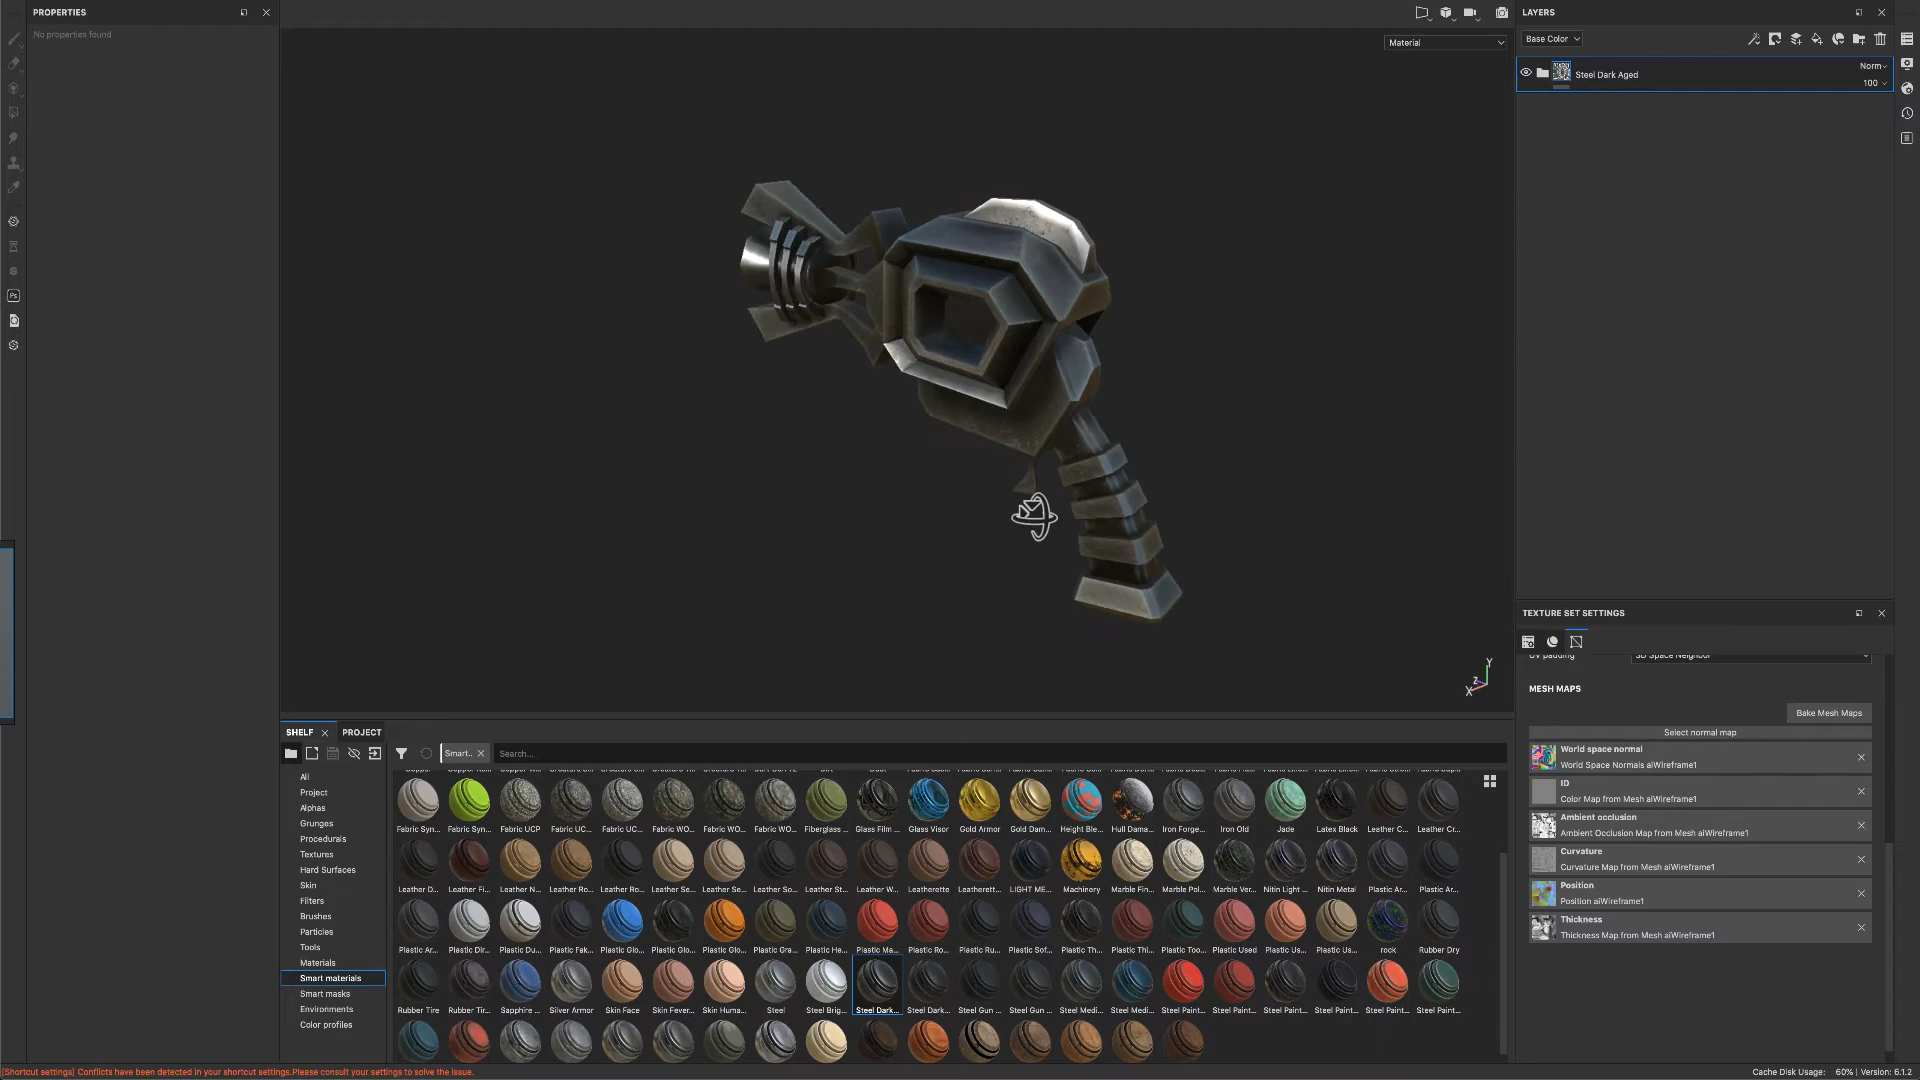 PROPERTIES
No properties found
Material
LAYERS
Base Color
Steel Dark Aged
Norm
100
TEXTURE SET SETTINGS
MESH MAPS
Bake Mesh Maps
Select normal map
World space normal
World Space Normals aiWireframe1
ID
Color Map from Mesh aiWireframe1
Ambient occlusion
Ambient Occlusion Map from Mesh aiWireframe1
Curvature
Curvature Map from Mesh aiWireframe1
Position
Position aiWireframe1
Thickness
Thickness Map from Mesh aiWireframe1
Y
Z
X
SHELF
PROJECT
Smart..
Search...
All
Project
Alphas
Grunges
Procedurals
Textures
Hard Surfaces
Skin
Filters
Brushes
Particles
Tools
Materials
Smart materials
Smart masks
Environments
Color profiles
Fabric Syn... Fabric Syn... Fabric UCP Fabric UC... Fabric UC... Fabric WO... Fabric WO... Fabric WO... Fiberglass ... Glass Film ... Glass Visor Gold Armor Gold Dam... Height Ble... Hull Dama... Iron Forge... Iron Old Jade Latex Black Leather C... Leather Cr...
Leather D... Leather Fi... Leather N... Leather Ro... Leather Ro... Leather Se... Leather Se... Leather So... Leather St... Leather W... Leatherette Leatherett... LIGHT ME... Machinery Marble Fin... Marble Pol... Marble Ver... Nitin Light ... Nitin Metal Plastic Ar... Plastic Ar...
Plastic Ar... Plastic Dir... Plastic Du... Plastic Fak... Plastic Glo... Plastic Glo... Plastic Glo... Plastic Gra... Plastic He... Plastic Ma... Plastic Ro... Plastic Ru... Plastic Sof... Plastic Th... Plastic Thi... Plastic Too... Plastic Used Plastic Us... Plastic Us... rock Rubber Dry
Rubber Tire Rubber Tir... Sapphire ... Silver Armor Skin Face Skin Fever... Skin Huma... Steel Steel Brig... Steel Dark... Steel Dark... Steel Gun ... Steel Gun ... Steel Medi... Steel Medi... Steel Paint... Steel Paint... Steel Paint... Steel Paint... Steel Paint... Steel Paint...
[Shortcut settings] Conflicts have been detected in your shortcut settings.Please consult your settings to solve the issue.
Cache Disk Usage: 60% | Version: 6.1.2